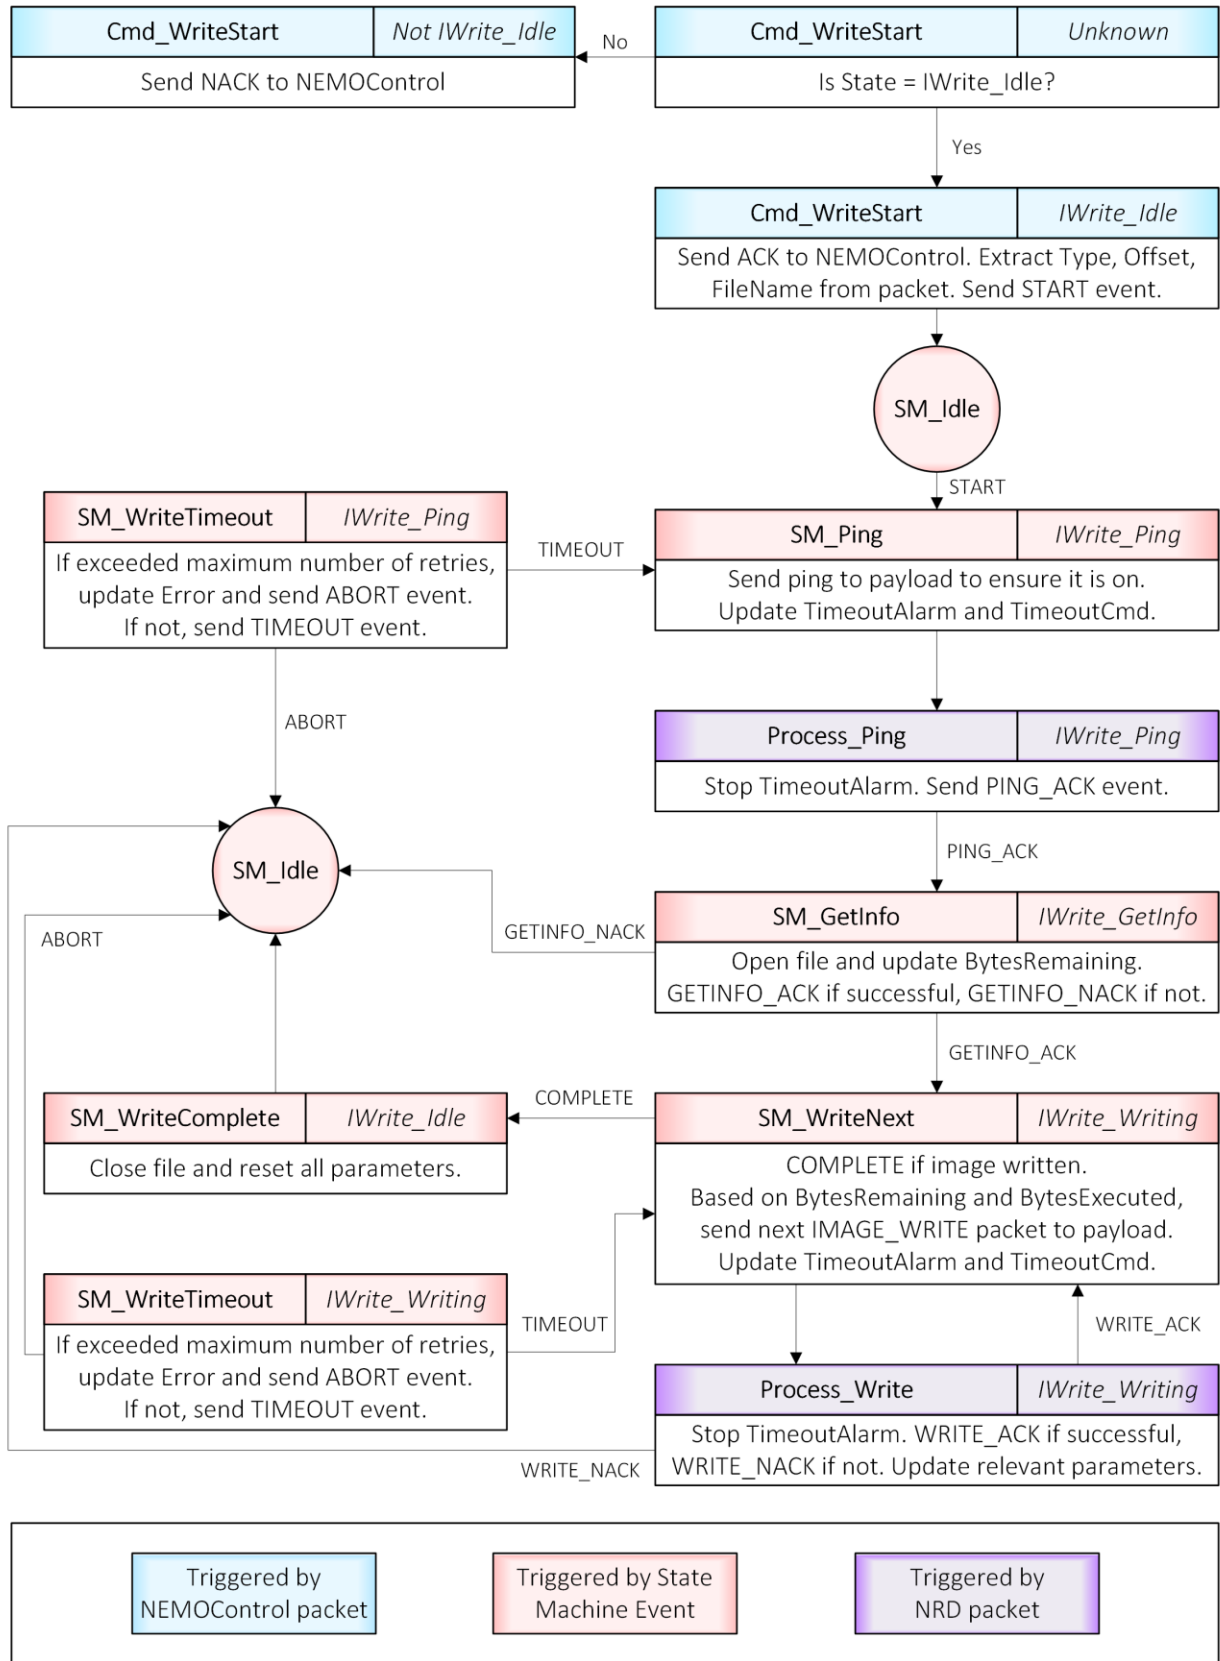 Cmd_WriteStart
Not IWrite_Idle
Send NACK to NEMOControl
No
Cmd_WriteStart
Unknown
Is State = IWrite_Idle?
Yes
Cmd_WriteStart
IWrite_Idle
Send ACK to NEMOControl. Extract Type, Offset,
FileName from packet. Send START event.
SM_Idle
START
SM_WriteTimeout
IWrite_Ping
If exceeded maximum number of retries,
update Error and send ABORT event.
If not, send TIMEOUT event.
TIMEOUT
SM_Ping
IWrite_Ping
Send ping to payload to ensure it is on.
Update TimeoutAlarm and TimeoutCmd.
ABORT
Process_Ping
IWrite_Ping
Stop TimeoutAlarm. Send PING_ACK event.
PING_ACK
SM_Idle
ABORT
GETINFO_NACK
SM_GetInfo
IWrite_GetInfo
Open file and update BytesRemaining.
GETINFO_ACK if successful, GETINFO_NACK if not.
GETINFO_ACK
SM_WriteComplete
IWrite_Idle
Close file and reset all parameters.
COMPLETE
SM_WriteNext
IWrite_Writing
COMPLETE if image written.
Based on BytesRemaining and BytesExecuted,
send next IMAGE_WRITE packet to payload.
Update TimeoutAlarm and TimeoutCmd.
SM_WriteTimeout
IWrite_Writing
If exceeded maximum number of retries,
update Error and send ABORT event.
If not, send TIMEOUT event.
TIMEOUT
WRITE_ACK
Process_Write
IWrite_Writing
Stop TimeoutAlarm. WRITE_ACK if successful,
WRITE_NACK if not. Update relevant parameters.
WRITE_NACK
Triggered by
NEMOControl packet
Triggered by State
Machine Event
Triggered by
NRD packet